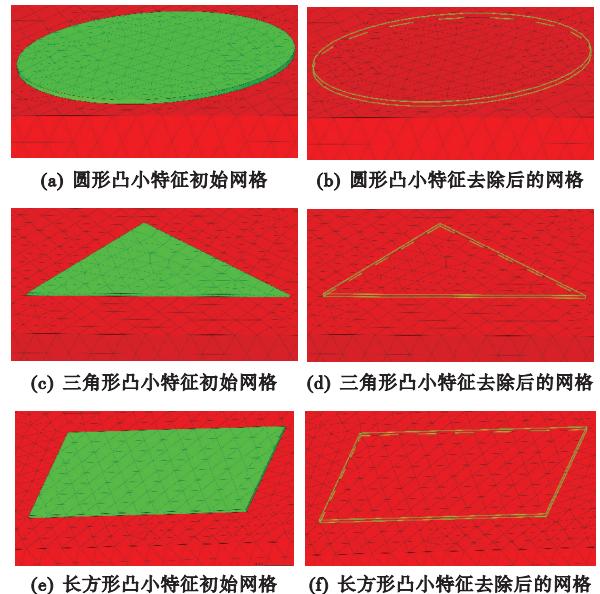 (a) 圆形凸小特征初始网格
(b) 圆形凸小特征去除后的网格
(c) 三角形凸小特征初始网格
(d) 三角形凸小特征去除后的网格
(e) 长方形凸小特征初始网格
(f) 长方形凸小特征去除后的网格